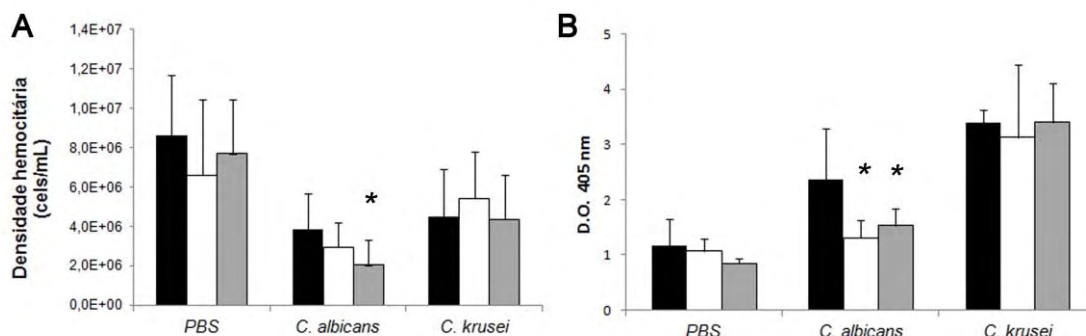 A
Densidade hemocitária
(cels/mL)
1,4E+07
1,2E+07
1,0E+07
8,0E+06
6,0E+06
4,0E+06
2,0E+06
0,0E+00
*
PBS
C. albicans
C. krusei
B
D.O. 405 nm
5
4
3
2
1
0
* *
PBS
C. albicans
C. krusei